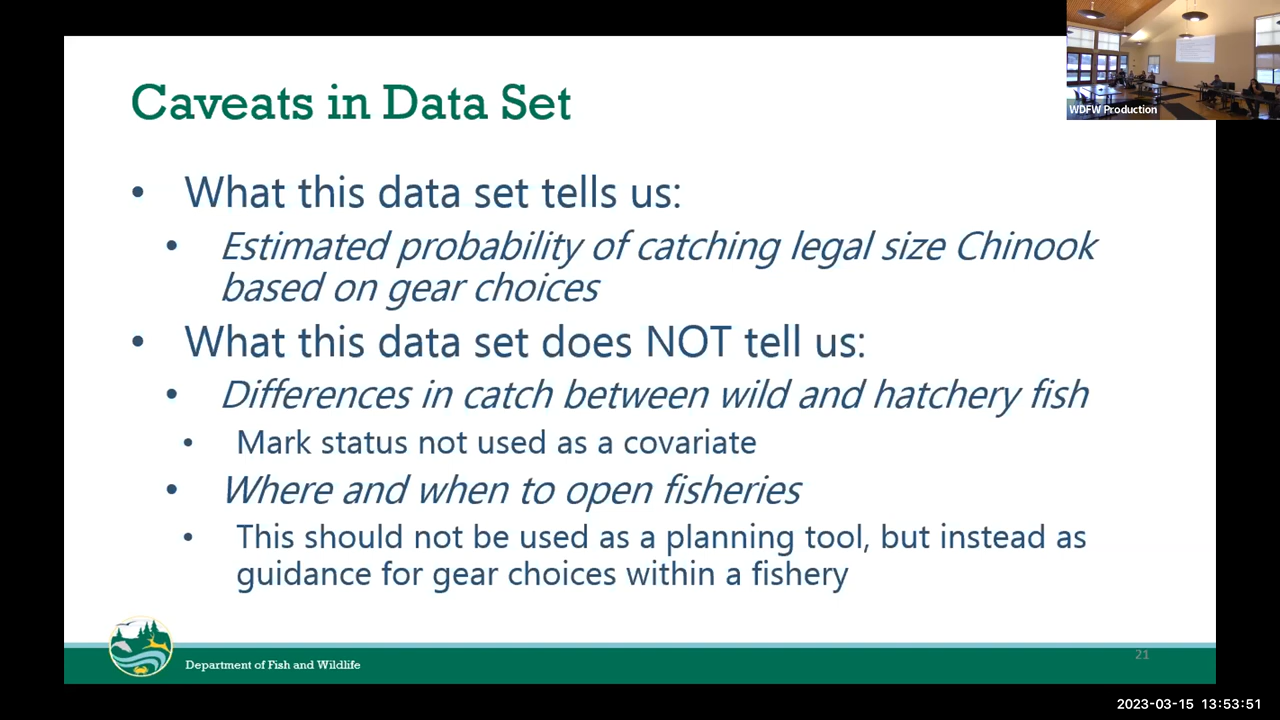 Caveats in Data Set
WDFW Production
• What this data set tells us:
• Estimated probability of catching legal size Chinook
based on gear choices
• What this data set does NOT tell us:
• Differences in catch between wild and hatchery fish
• Mark status not used as a covariate
• Where and when to open fisheries
• This should not be used as a planning tool, but instead as
guidance for gear choices within a fishery
Department of Fish and Wildlife
21
2023-03-15 13:53:51